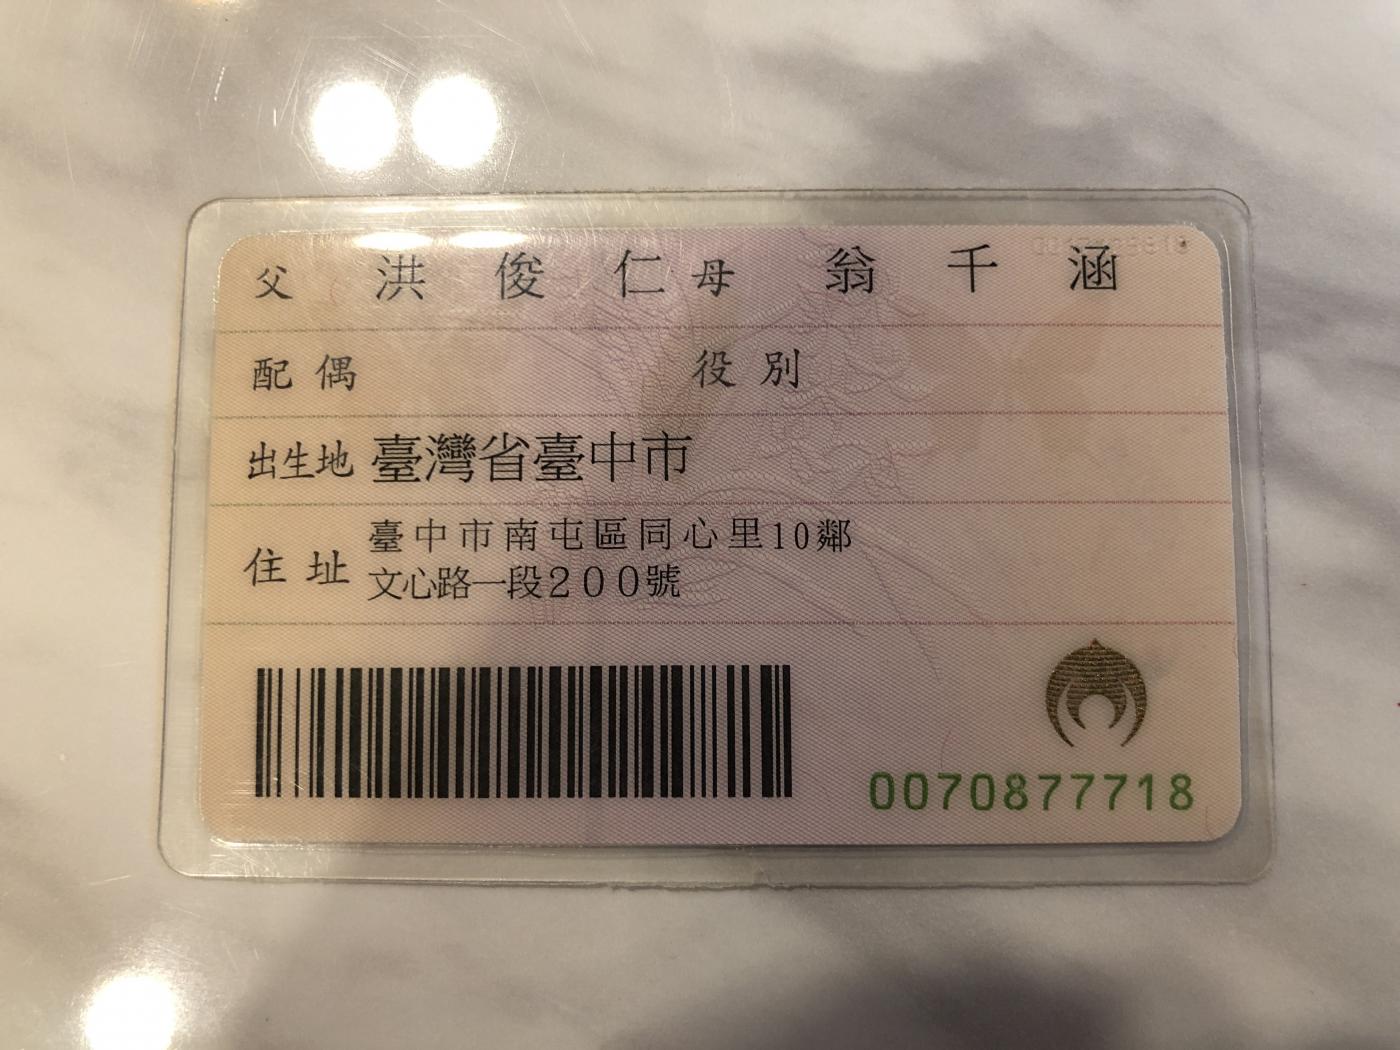 父 洪俊仁 母 翁千涵
配偶 役別
出生地 臺灣省臺中市
住址 臺中市南屯區同心里10鄰
文心路一段200號
0070877718